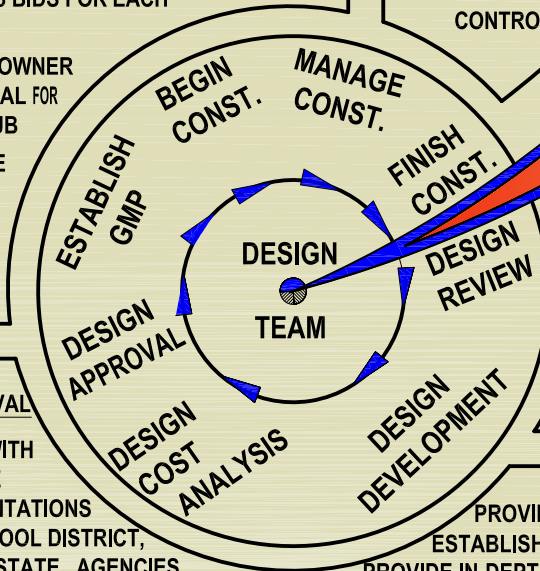 BIDS FOR EACH
CONTRO
OWNER
AL FOR
UB
E
BEGIN
CONST.
MANAGE
CONST.
FINISH
CONST.
ESTABLISH
GMP
DESIGN
TEAM
DESIGN
REVIEW
DESIGN
APPROVAL
DESIGN
COST
ANALYSIS
DESIGN
DEVELOPMENT
VAL
WITH
E
ITATIONS
OOL DISTRICT,
STATE AGENCIES
PROVI
ESTABLISH
PROVIDE IN-DEPT